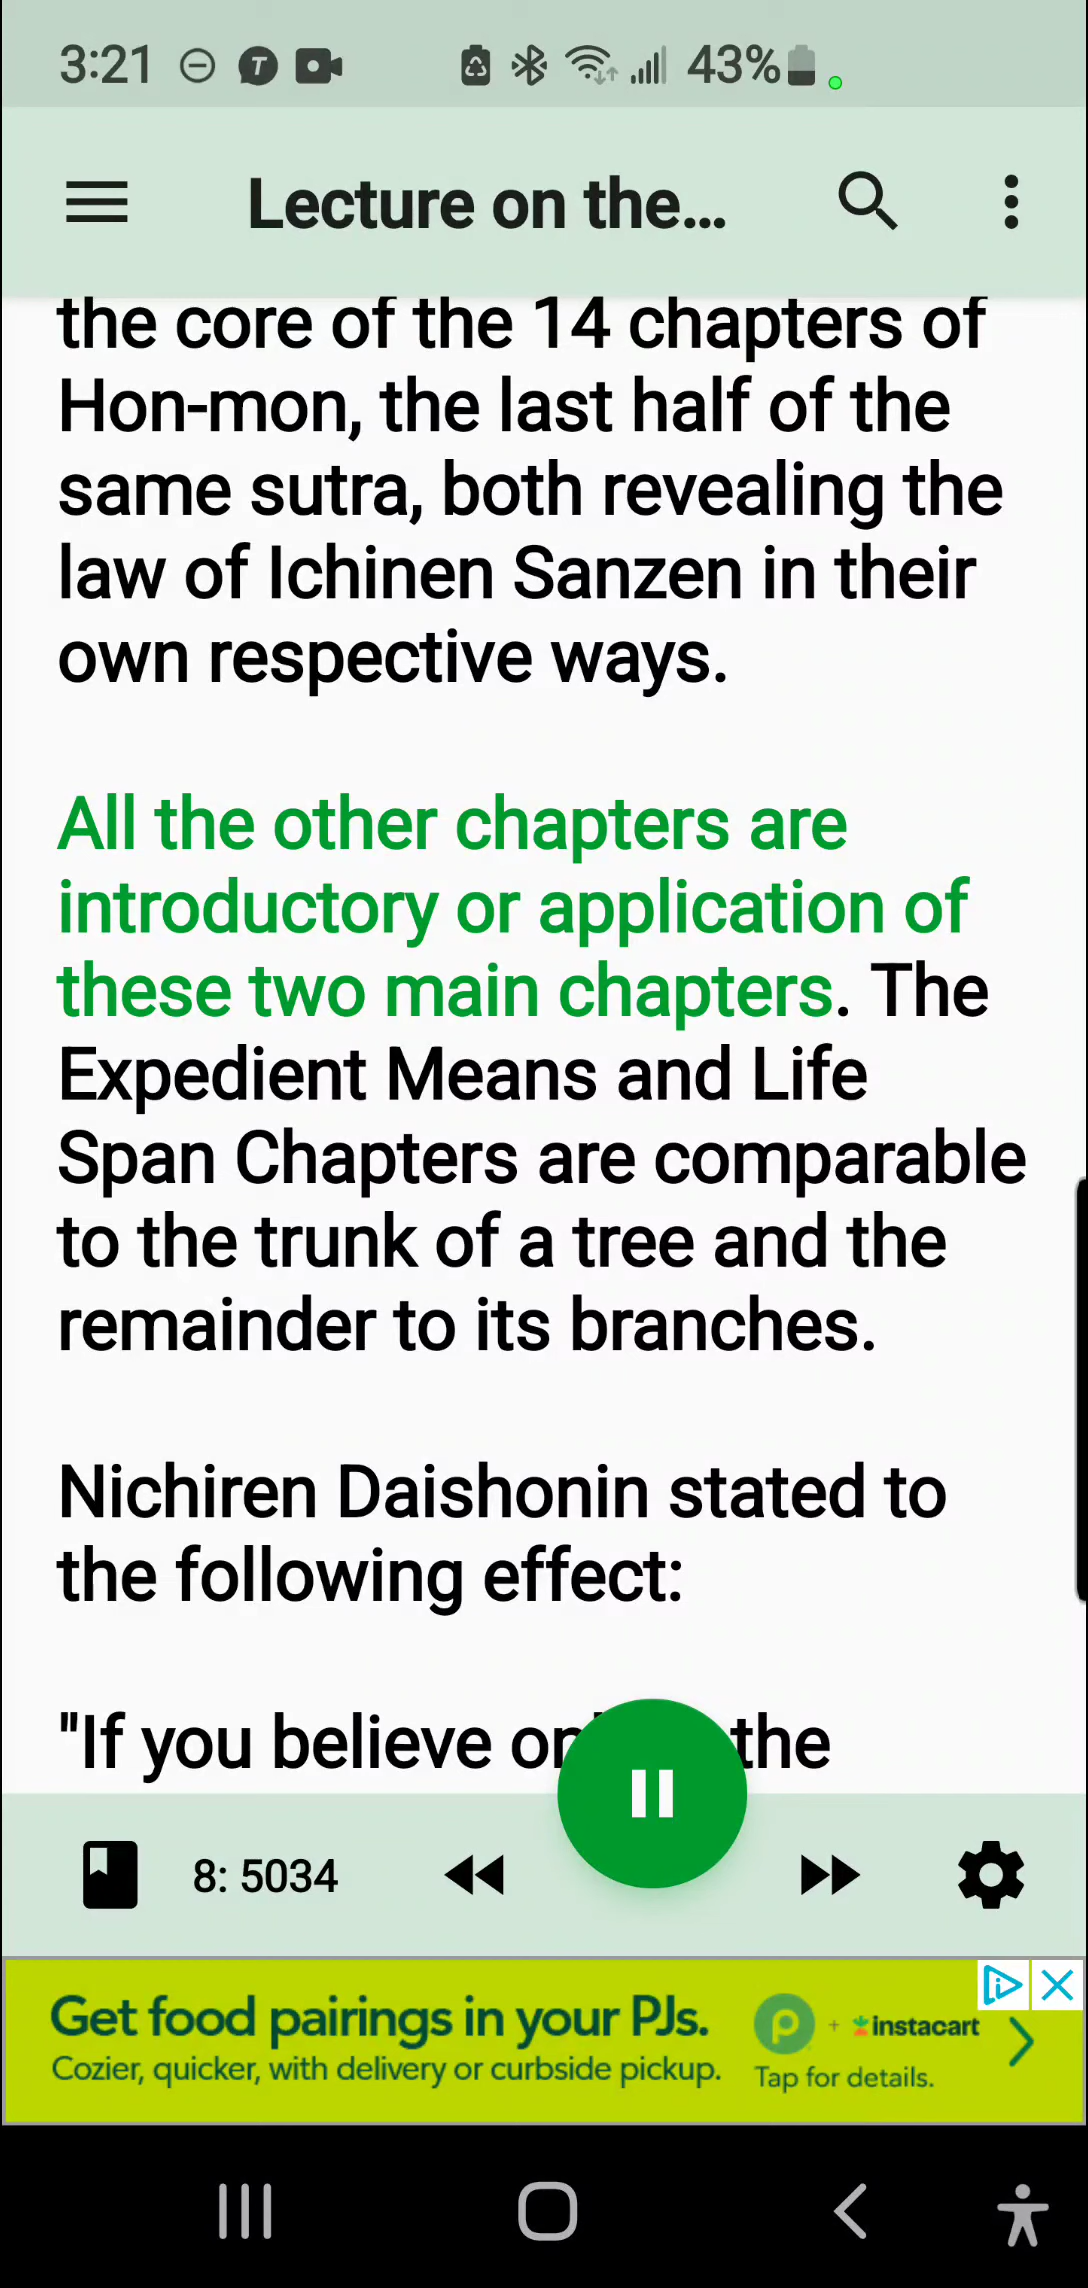 3:21
43%
Lecture on the...
the core of the 14 chapters of
Hon-mon, the last half of the
same sutra, both revealing the
law of Ichinen Sanzen in their
own respective ways.
All the other chapters are
introductory or application of
these two main chapters. The
Expedient Means and Life
Span Chapters are comparable
to the trunk of a tree and the
remainder to its branches.
Nichiren Daishonin stated to
the following effect:
"If you believe the
8: 5034
Get food pairings in your PJs.
Cozier, quicker, with delivery or curbside pickup.
p + instacart
Tap for details.